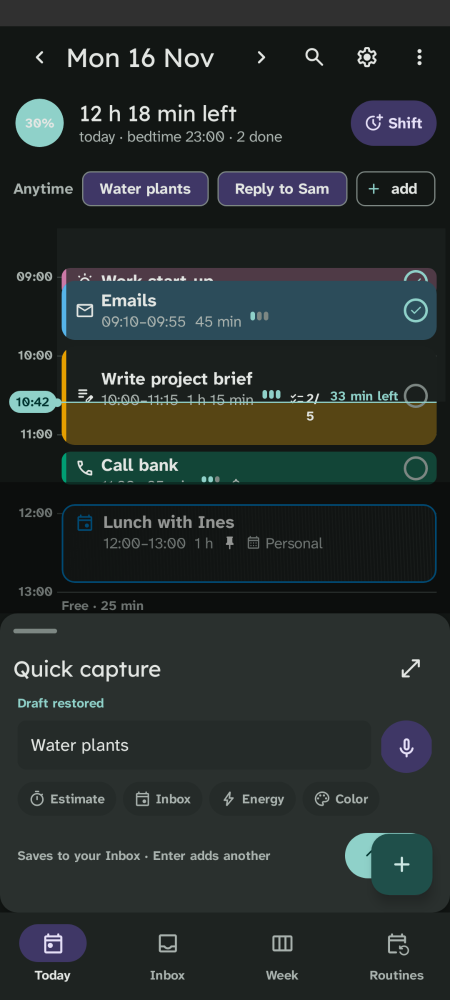 Mon 16 Nov
30%
12 h 18 min left
today · bedtime 23:00 · 2 done
Shift
Anytime
Water plants
Reply to Sam
+ add
09:00
Work start-up
Emails
09:10–09:55 45 min
10:00
Write project brief
10:00–11:15 1 h 15 min
2/
5
33 min left
10:42
11:00
Call bank
12:00
Lunch with Ines
12:00–13:00 1 h
Personal
13:00
Free · 25 min
Quick capture
Draft restored
Water plants
Estimate
Inbox
Energy
Color
Saves to your Inbox · Enter adds another
Today
Inbox
Week
Routines